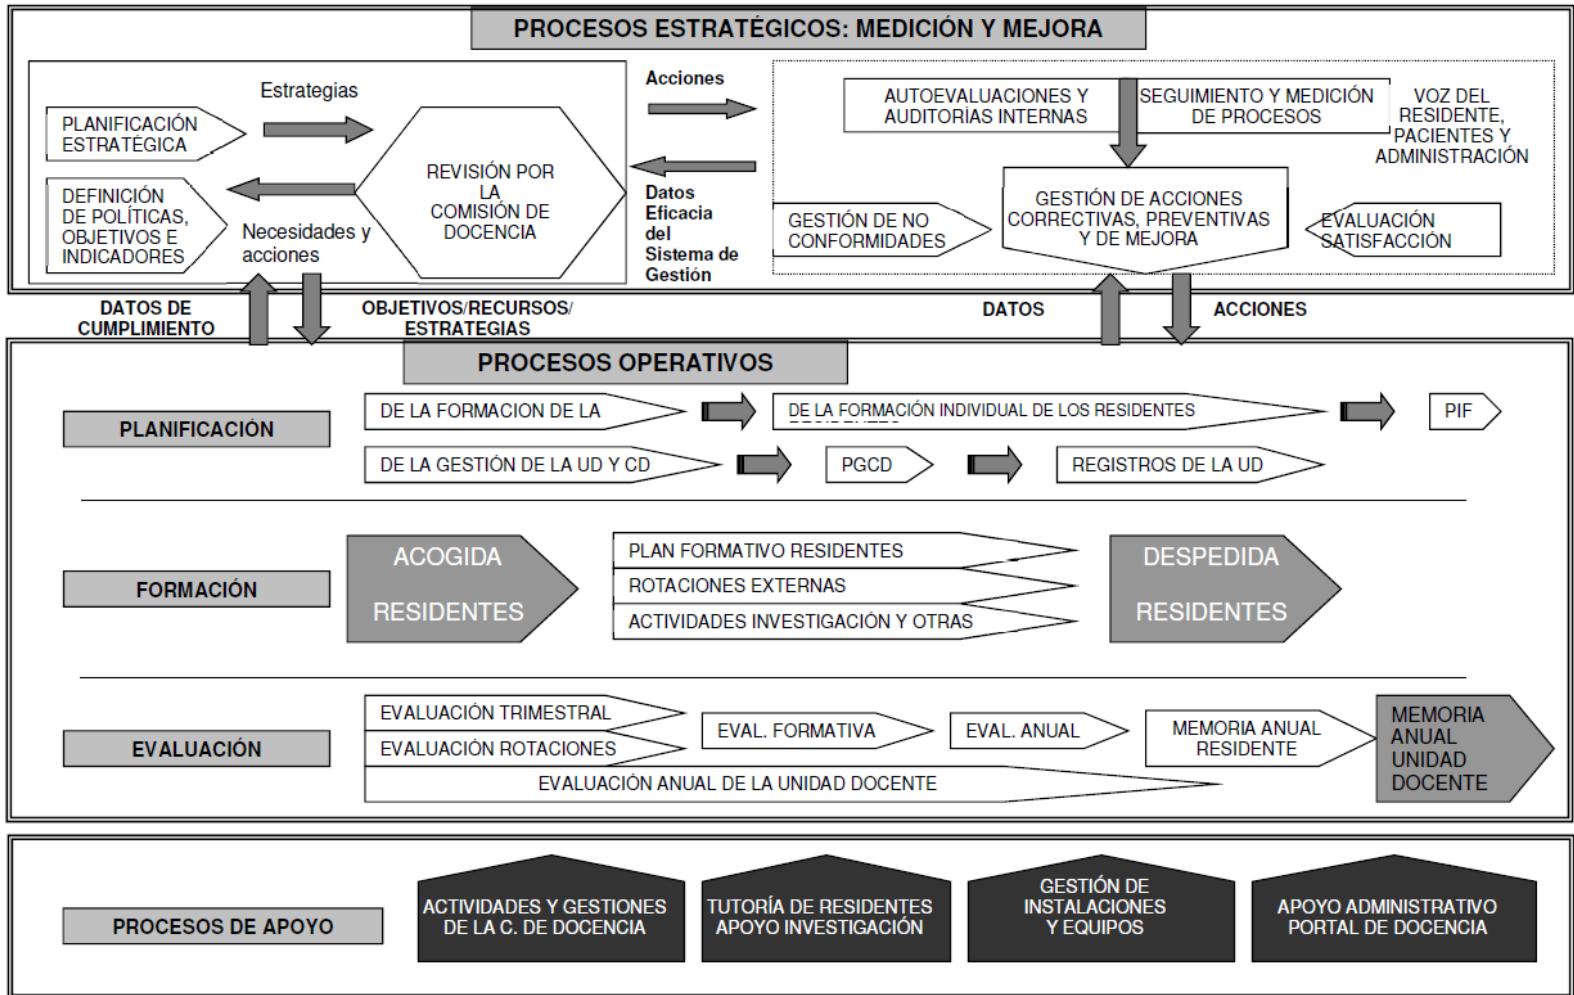 PROCESOS ESTRATÉGICOS: MEDICIÓN Y MEJORA
PLANIFICACIÓN
ESTRATÉGICA
Estrategias
DEFINICIÓN
DE POLÍTICAS,
OBJETIVOS E
INDICADORES
Necesidades y
acciones
REVISIÓN POR
LA
COMISIÓN DE
DOCENCIA
Acciones
Datos
Eficacia
del
Sistema de
Gestión
AUTOEVALUACIONES Y
AUDITORÍAS INTERNAS
SEGUIMIENTO Y MEDICIÓN
DE PROCESOS
VOZ DEL
RESIDENTE,
PACIENTES Y
ADMINISTRACIÓN
GESTIÓN DE NO
CONFORMIDADES
GESTIÓN DE ACCIONES
CORRECTIVAS, PREVENTIVAS
Y DE MEJORA
EVALUACIÓN
SATISFACCIÓN
DATOS DE
CUMPLIMIENTO
OBJETIVOS/RECURSOS/
ESTRATEGIAS
DATOS
ACCIONES
PROCESOS OPERATIVOS
PLANIFICACIÓN
DE LA FORMACION DE LA
DE LA FORMACIÓN INDIVIDUAL DE LOS RESIDENTES
PIF
DE LA GESTIÓN DE LA UD Y CD
PGCD
REGISTROS DE LA UD
FORMACIÓN
ACOGIDA
RESIDENTES
PLAN FORMATIVO RESIDENTES
ROTACIONES EXTERNAS
ACTIVIDADES INVESTIGACIÓN Y OTRAS
DESPEDIDA
RESIDENTES
EVALUACIÓN
EVALUACIÓN TRIMESTRAL
EVALUACIÓN ROTACIONES
EVAL. FORMATIVA
EVAL. ANUAL
MEMORIA ANUAL
RESIDENTE
MEMORIA
ANUAL
UNIDAD
DOCENTE
EVALUACIÓN ANUAL DE LA UNIDAD DOCENTE
PROCESOS DE APOYO
ACTIVIDADES Y GESTIONES
DE LA C. DE DOCENCIA
TUTORÍA DE RESIDENTES
APOYO INVESTIGACIÓN
GESTIÓN DE
INSTALACIONES
Y EQUIPOS
APOYO ADMINISTRATIVO
PORTAL DE DOCENCIA